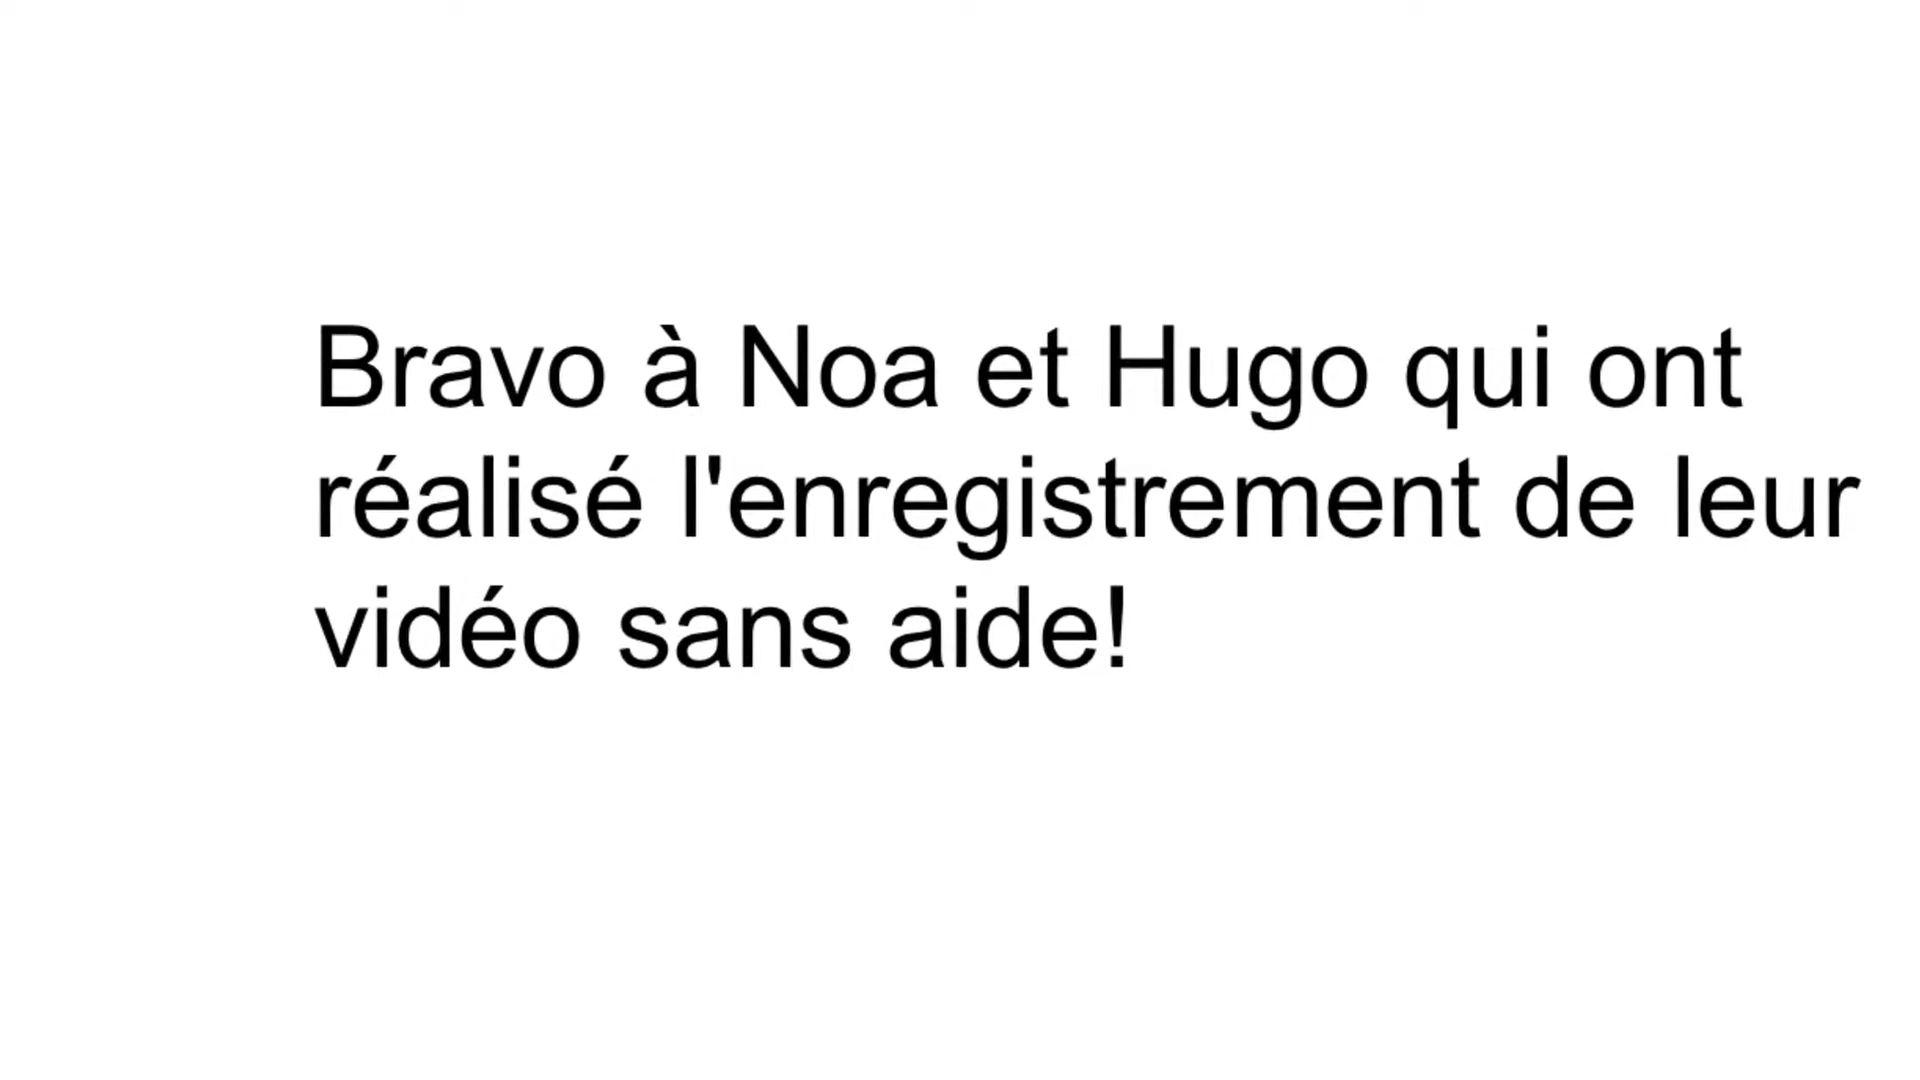 Bravo à Noa et Hugo qui ont
réalisé l'enregistrement de leur
vidéo sans aide!